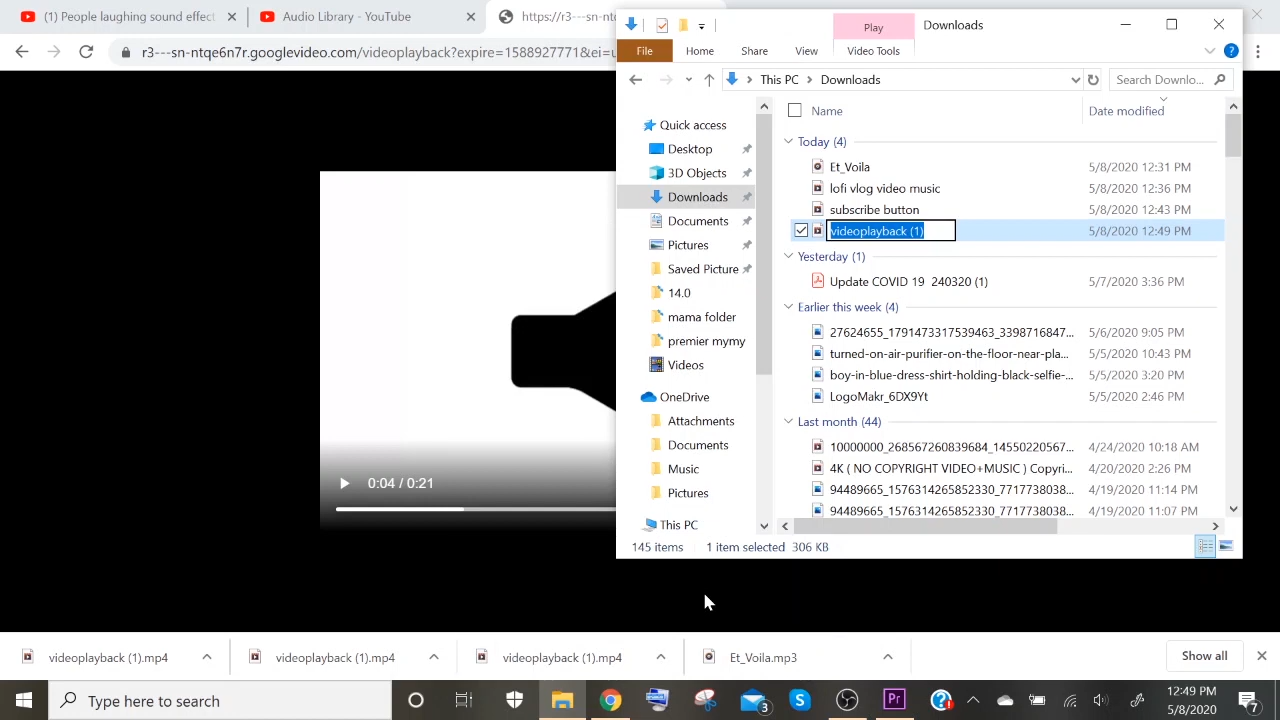 (1) People laughing sound effect
Audio Library - YouTube
https://r3---sn-ntqe6n7r.googlev
r3---sn-ntqe6n7r.googlevideo.com/videoplayback?expire=1588927771&ei=u
Play
Downloads
File
Home
Share
View
Video Tools
This PC
Downloads
Search Downlo...
Name
Date modified
Quick access
Desktop
3D Objects
Downloads
Documents
Pictures
Saved Picture
14.0
mama folder
premier mymy
Videos
OneDrive
Attachments
Documents
Music
Pictures
This PC
Today (4)
Et_Voila 5/8/2020 12:31 PM
lofi vlog video music 5/8/2020 12:36 PM
subscribe button 5/8/2020 12:43 PM
videoplayback (1) 5/8/2020 12:49 PM
Yesterday (1)
Update COVID 19 240320 (1) 5/7/2020 3:36 PM
Earlier this week (4)
27624655_1791473317539463_3398716847... 5/6/2020 9:05 PM
turned-on-air-purifier-on-the-floor-near-pla... 5/5/2020 10:43 PM
boy-in-blue-dress-shirt-holding-black-selfie-... 5/5/2020 3:20 PM
LogoMakr_6DX9Yt 5/5/2020 2:46 PM
Last month (44)
10000000_268567260839684_14550220567... 4/24/2020 10:18 AM
4K ( NO COPYRIGHT VIDEO+MUSIC ) Copyri... 4/20/2020 2:26 PM
94489665_1576314265852330_7717738038... 4/19/2020 11:14 PM
94489665_1576314265852330_7717738038... 4/19/2020 11:07 PM
0:04 / 0:21
145 items
1 item selected 306 KB
videoplayback (1).mp4
videoplayback (1).mp4
videoplayback (1).mp4
Et_Voila.mp3
Show all
Type here to search
Pr
3
12:49 PM
5/8/2020
7